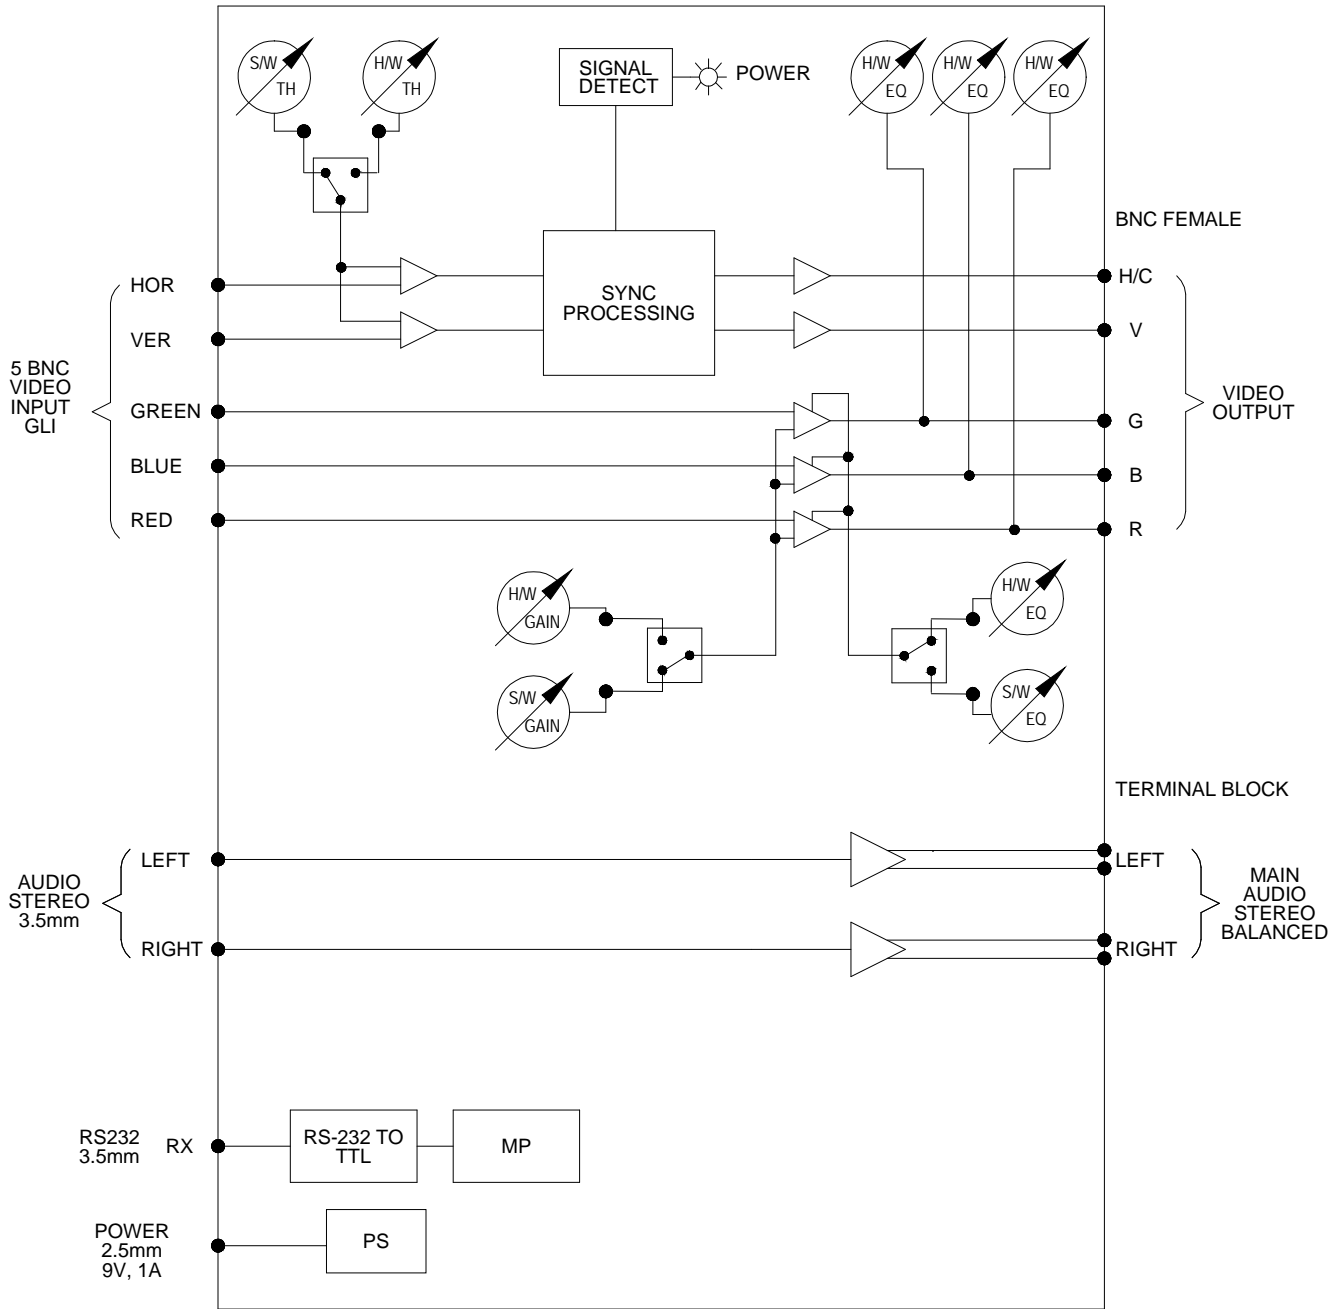 S/W
TH
H/W
TH
SIGNAL
DETECT
POWER
H/W
EQ
H/W
EQ
H/W
EQ
BNC FEMALE
HOR
VER
GREEN
BLUE
RED
5 BNC
VIDEO
INPUT
GLI
SYNC
PROCESSING
H/C
V
G
B
R
VIDEO
OUTPUT
H/W
GAIN
S/W
GAIN
H/W
EQ
S/W
EQ
TERMINAL BLOCK
LEFT
RIGHT
AUDIO
STEREO
3.5mm
LEFT
RIGHT
MAIN
AUDIO
STEREO
BALANCED
RS232
3.5mm
RX
RS-232 TO
TTL
MP
POWER
2.5mm
9V, 1A
PS